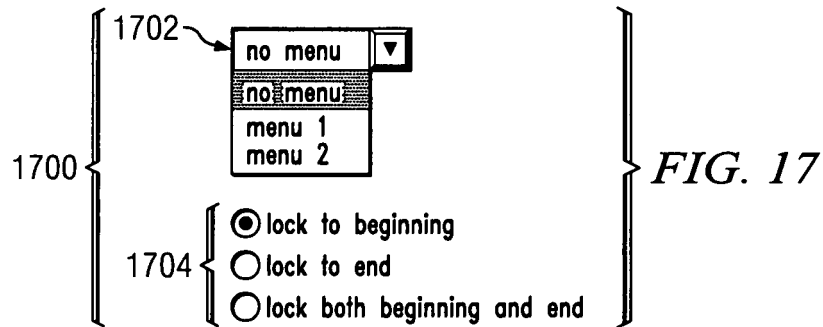 1702
no menu ▼
no menu
menu 1
menu 2
1700
FIG. 17
1704
lock to beginning
lock to end
lock both beginning and end